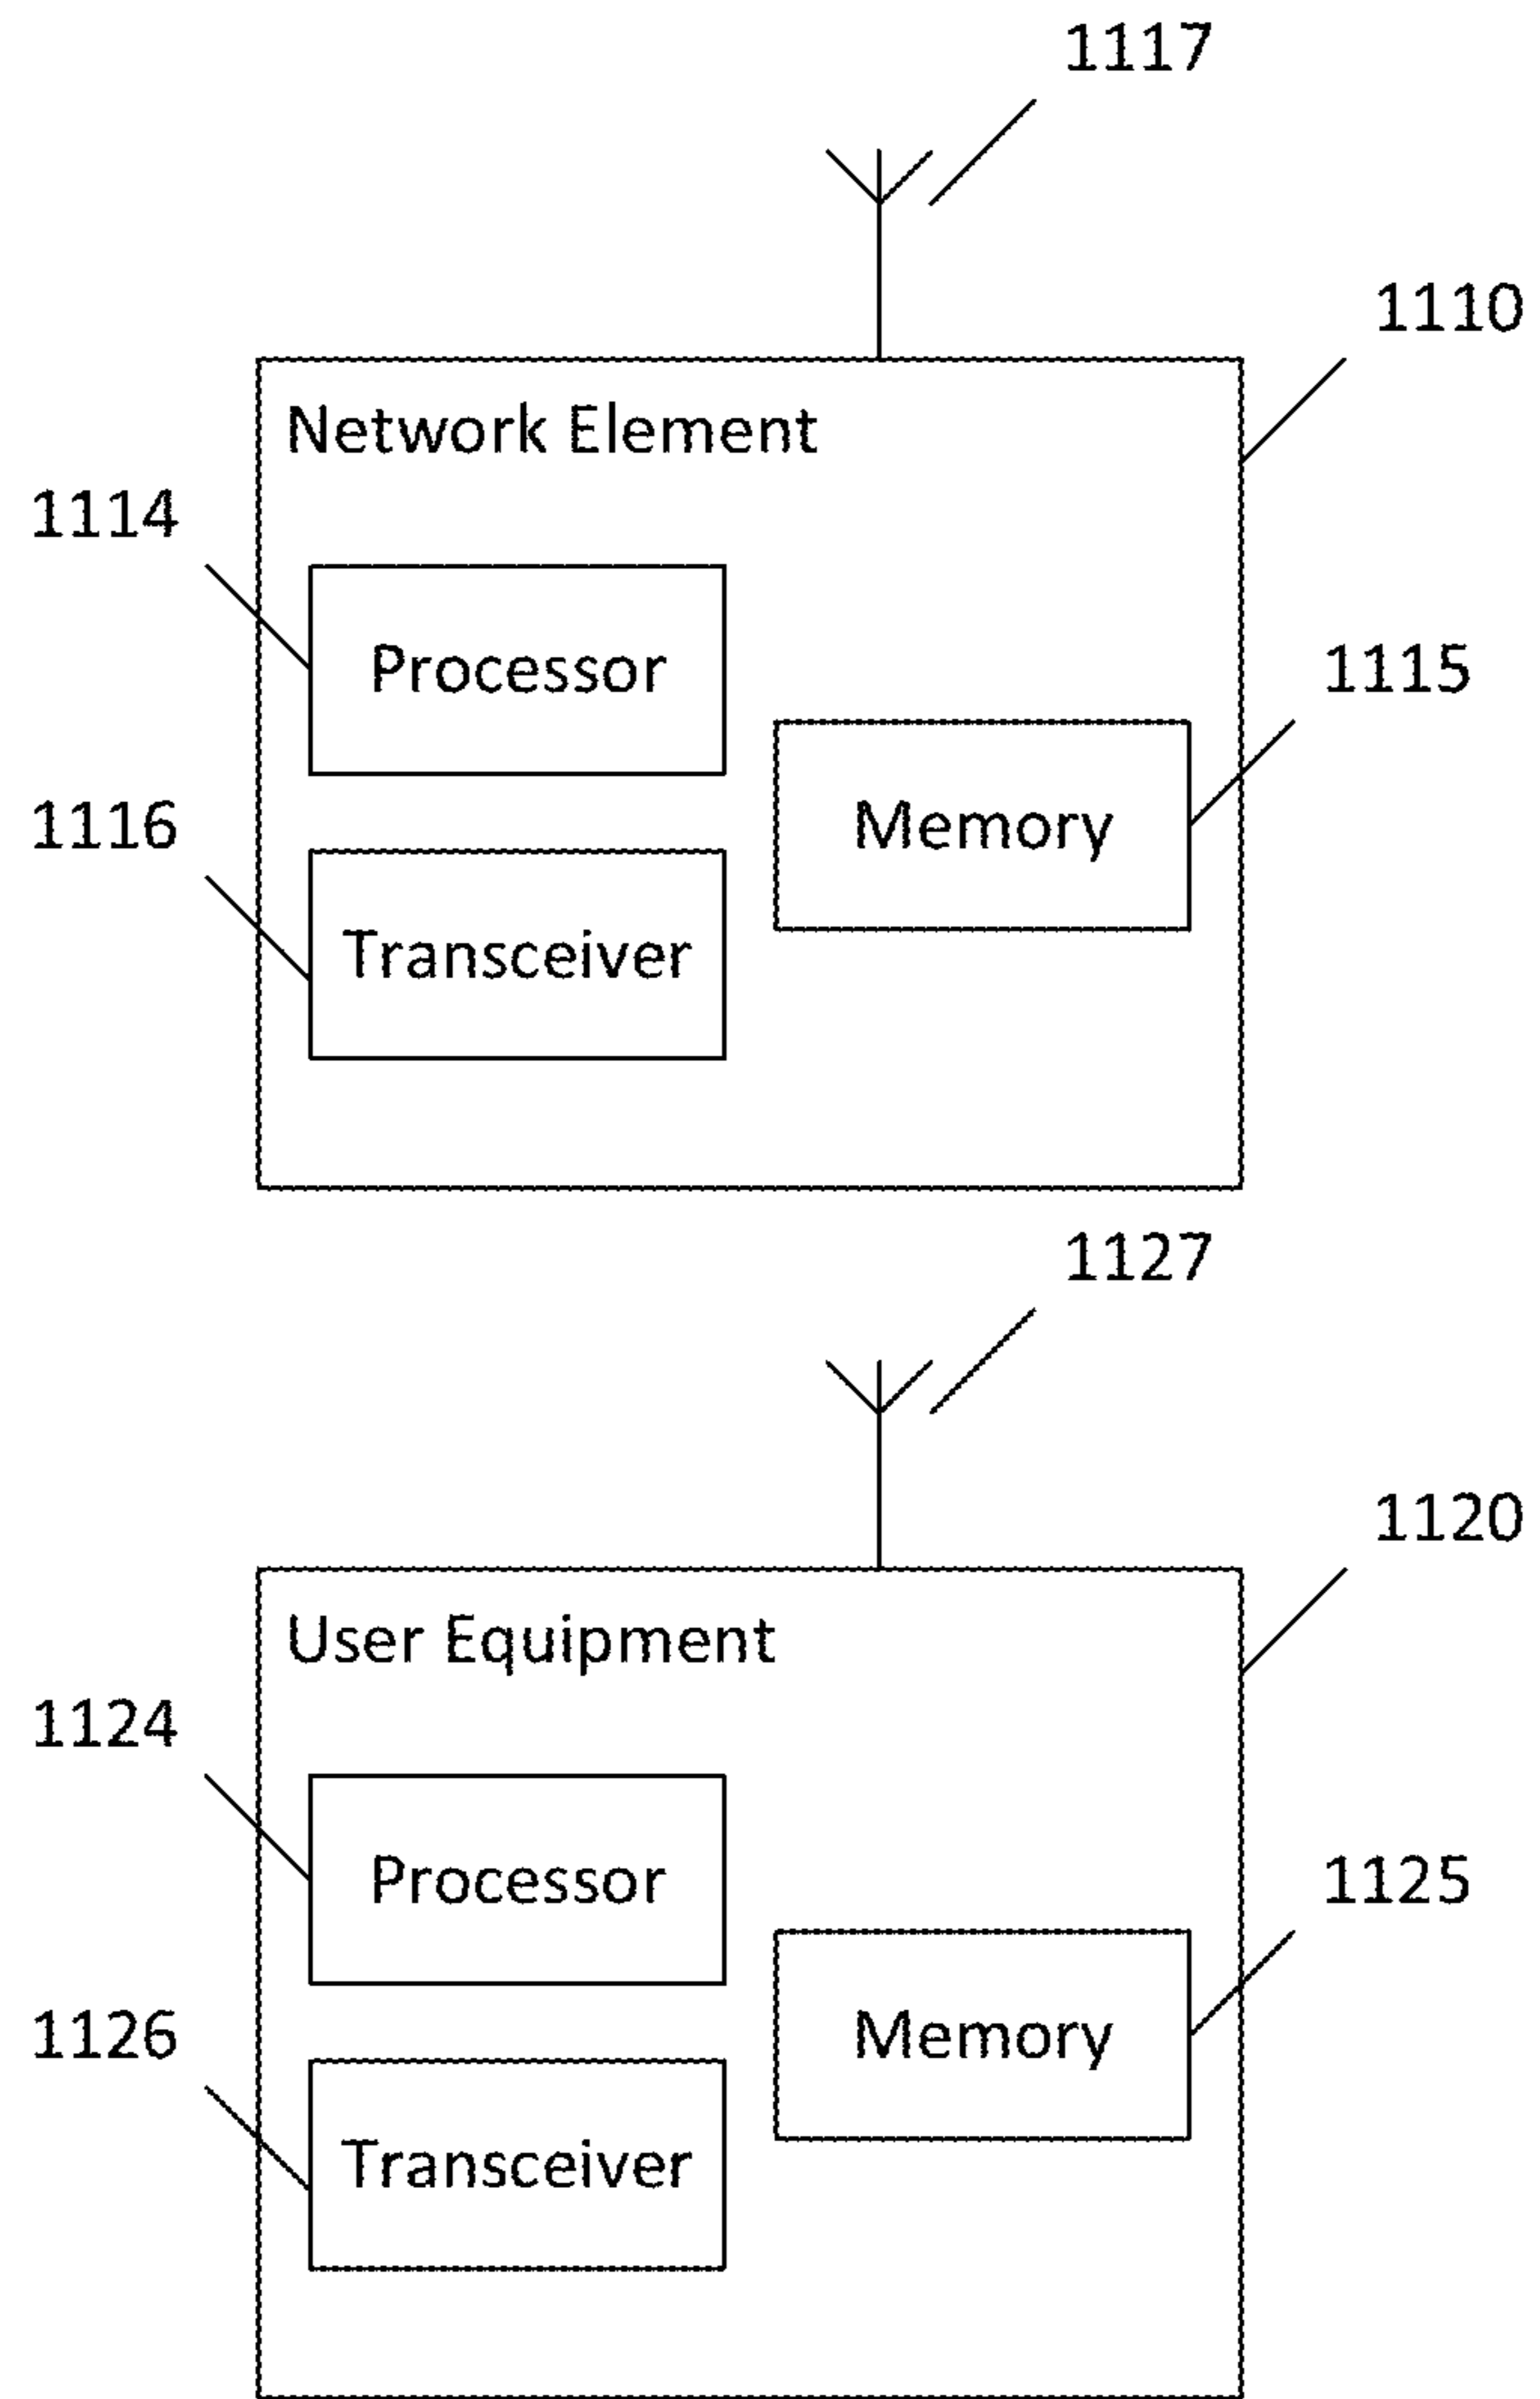 1117
1110
Network Element
1114
Processor
1115
Memory
1116
Transceiver
1127
1120
User Equipment
1124
Processor
1125
Memory
1126
Transceiver